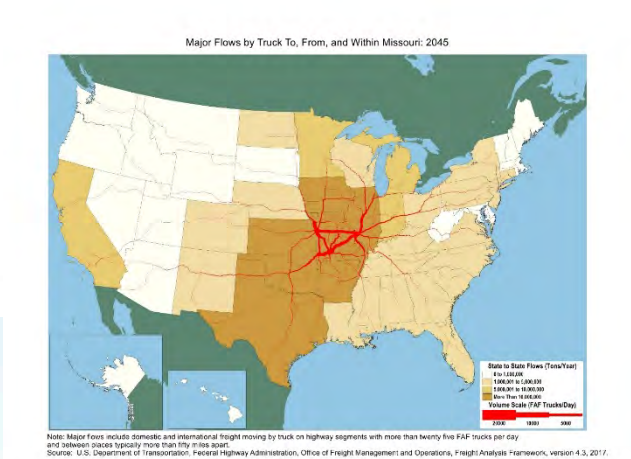 Major Flows by Truck To, From, and Within Missouri: 2045
State to State Flows (Tons/Year)
0 to 1,000,000
1,000,001 to 5,000,000
5,000,001 to 10,000,000
More Than 10,000,000
Volume Scale (FAF Trucks/Day)
20000 10000 5000
Note: Major flows include domestic and international freight moving by truck on highway segments with more than twenty five FAF trucks per day
and between places typically more than fifty miles apart.
Source: U.S. Department of Transportation, Federal Highway Administration, Office of Freight Management and Operations, Freight Analysis Framework, version 4.3, 2017.